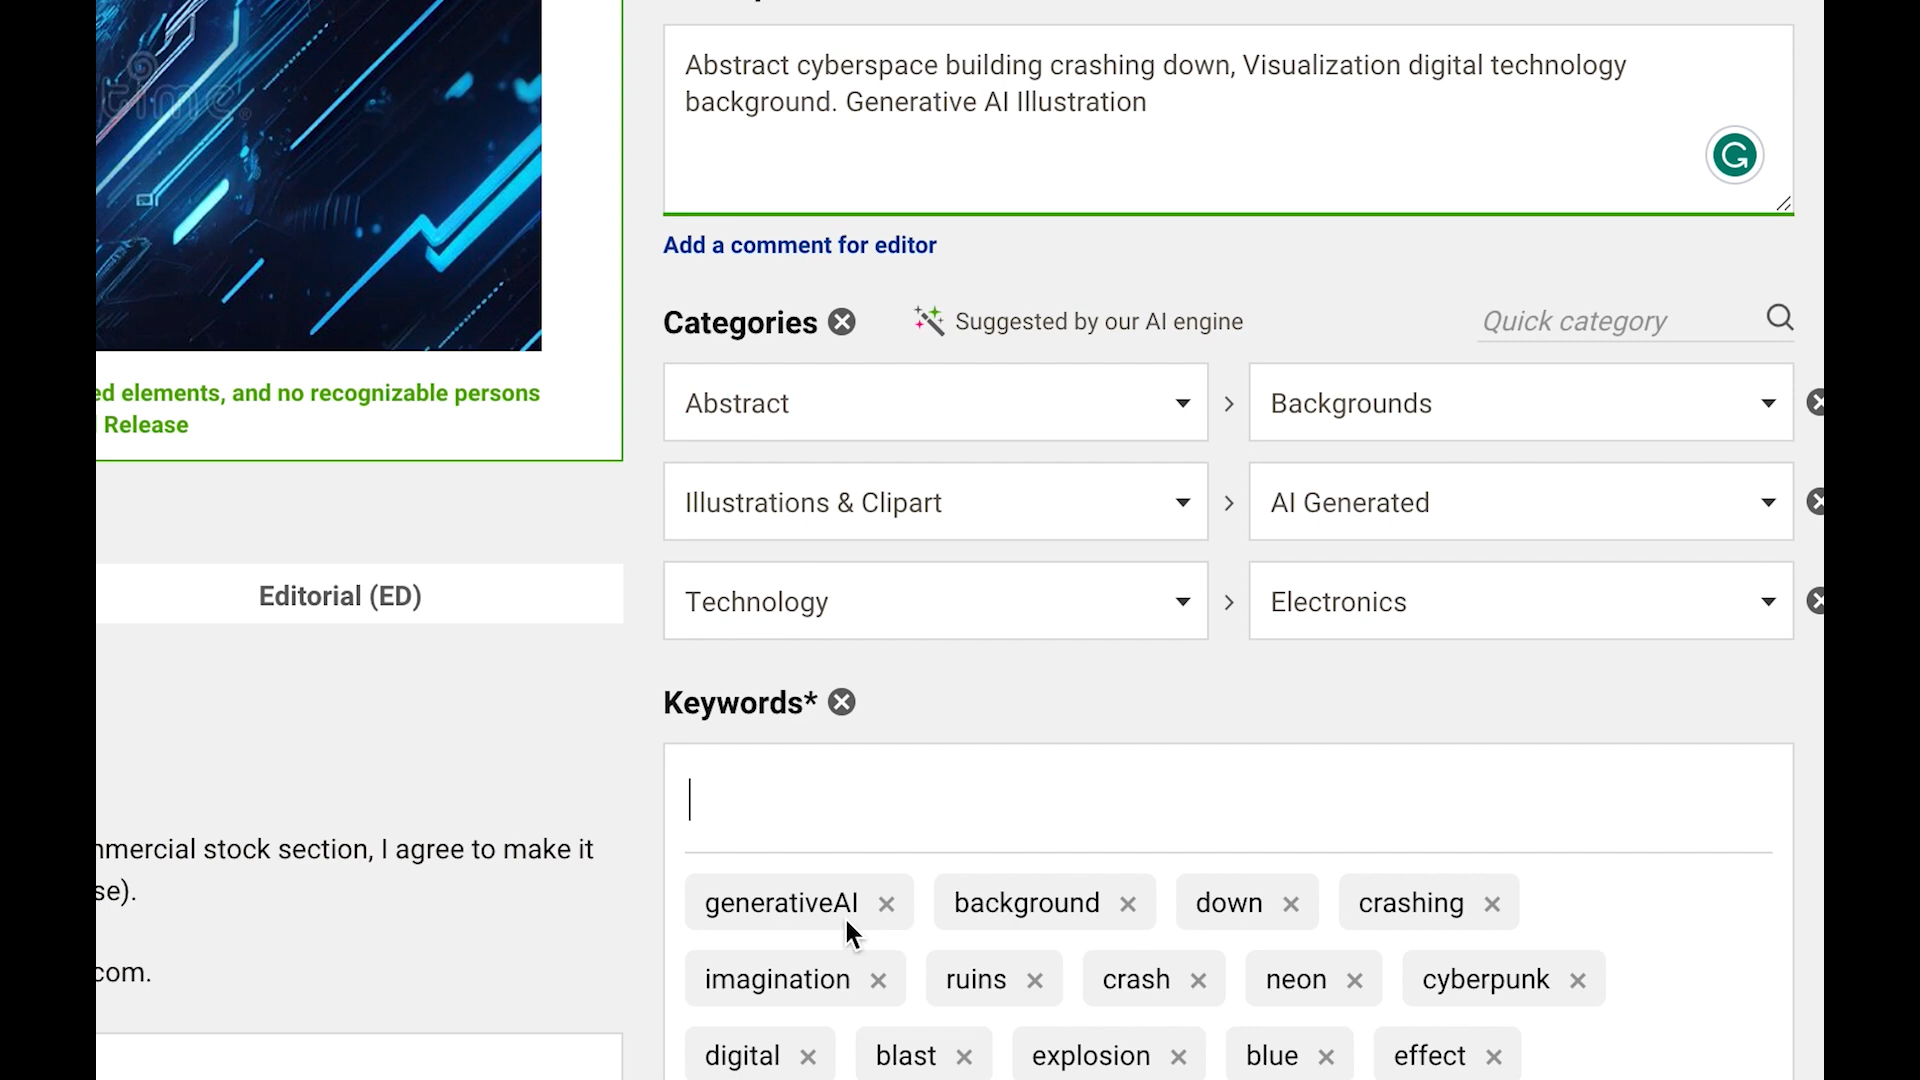 Abstract cyberspace building crashing down, Visualization digital technology
background. Generative AI Illustration
Add a comment for editor
Categories
Suggested by our AI engine
Quick category
Abstract
Backgrounds
Illustrations & Clipart
AI Generated
Technology
Electronics
Keywords*
generativeAI
background
down
crashing
imagination
ruins
crash
neon
cyberpunk
digital
blast
explosion
blue
effect
time
ed elements, and no recognizable persons
Release
Editorial (ED)
mmercial stock section, I agree to make it
se).
com.